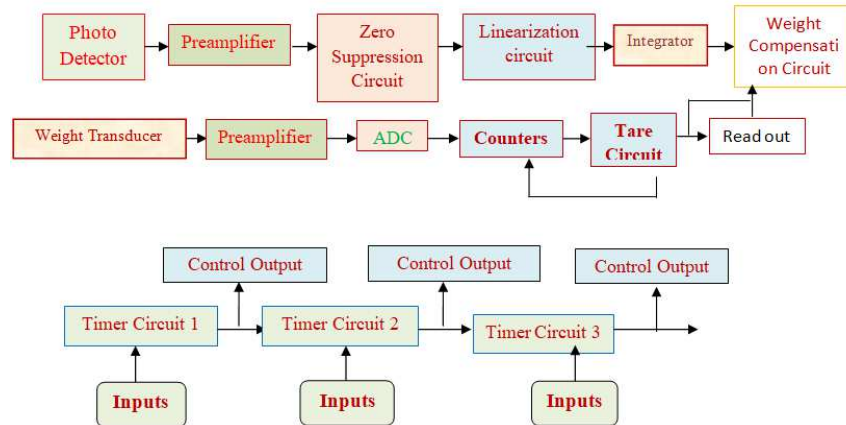 Photo
Detector
Preamplifier
Zero
Suppression
Circuit
Linearization
circuit
Integrator
Weight
Compensati
on Circuit
Weight Transducer
Preamplifier
ADC
Counters
Tare
Circuit
Read out
Control Output
Control Output
Control Output
Timer Circuit 1
Timer Circuit 2
Timer Circuit 3
Inputs
Inputs
Inputs